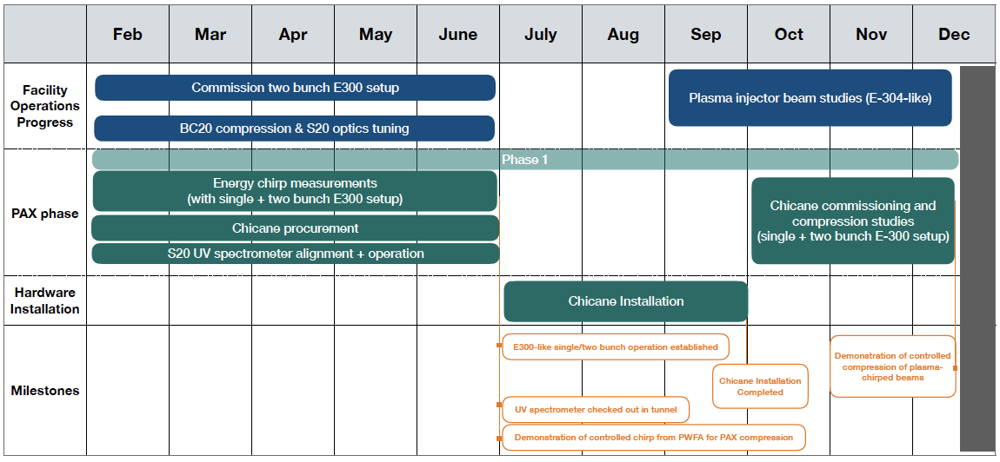 Feb Mar Apr May June July Aug Sep Oct Nov Dec
Facility
Operations
Progress
Commission two bunch E300 setup
BC20 compression & S20 optics tuning
Plasma injector beam studies (E-304-like)
PAX phase
Phase 1
Energy chirp measurements
(with single + two bunch E300 setup)
Chicane procurement
S20 UV spectrometer alignment + operation
Chicane commissioning and
compression studies
(single + two bunch E-300 setup)
Hardware
Installation
Chicane Installation
Milestones
E300-like single/two bunch operation established
Chicane Installation
Completed
Demonstration of controlled
compression of plasma-
chirped beams
UV spectrometer checked out in tunnel
Demonstration of controlled chirp from PWFA for PAX compression